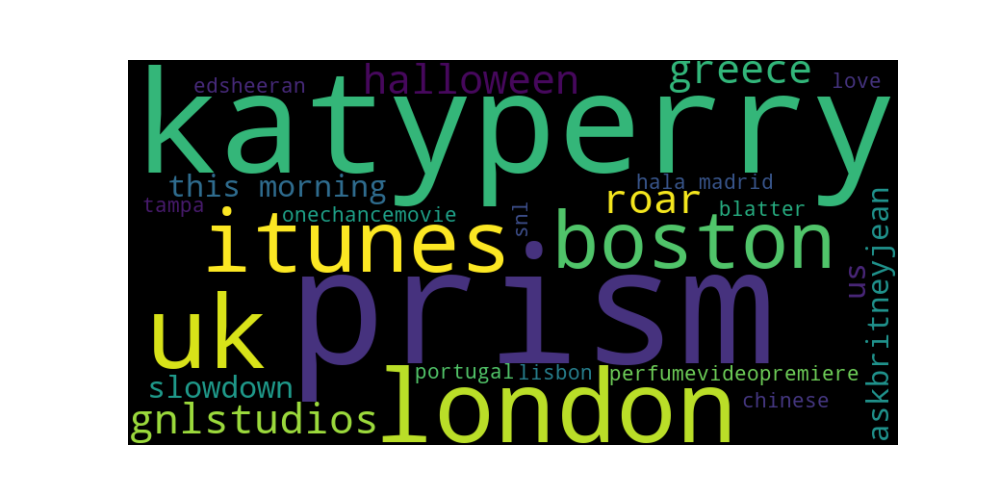 katyperry
edsheeran
halloween
greece
love
this morning
hala madrid
tampa
onechancemovie
snl
roar
blatter
itunes
boston
prism
us
askbritneyjean
uk
portugal
lisbon
perfumevideopremiere
slowdown
london
chinese
gnlstudios